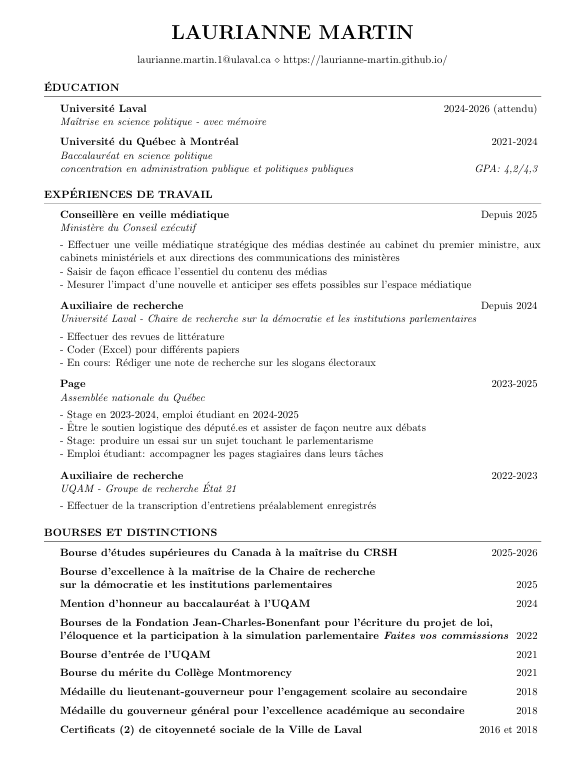 LAURIANNE MARTIN
laurianne.martin.1@ulaval.ca ⋄ https://laurianne-martin.github.io/
ÉDUCATION
Université Laval 2024-2026 (attendu)
Maîtrise en science politique - avec mémoire
Université du Québec à Montréal 2021-2024
Baccalauréat en science politique
concentration en administration publique et politiques publiques GPA: 4,2/4,3
EXPÉRIENCES DE TRAVAIL
Conseillère en veille médiatique Depuis 2025
Ministère du Conseil exécutif
- Effectuer une veille médiatique stratégique des médias destinée au cabinet du premier ministre, aux
cabinets ministériels et aux directions des communications des ministères
- Saisir de façon efficace l'essentiel du contenu des médias
- Mesurer l'impact d'une nouvelle et anticiper ses effets possibles sur l'espace médiatique
Auxiliaire de recherche Depuis 2024
Université Laval - Chaire de recherche sur la démocratie et les institutions parlementaires
- Effectuer des revues de littérature
- Coder (Excel) pour différents papiers
- En cours: Rédiger une note de recherche sur les slogans électoraux
Page 2023-2025
Assemblée nationale du Québec
- Stage en 2023-2024, emploi étudiant en 2024-2025
- Être le soutien logistique des député.es et assister de façon neutre aux débats
- Stage: produire un essai sur un sujet touchant le parlementarisme
- Emploi étudiant: accompagner les pages stagiaires dans leurs tâches
Auxiliaire de recherche 2022-2023
UQAM - Groupe de recherche État 21
- Effectuer de la transcription d'entretiens préalablement enregistrés
BOURSES ET DISTINCTIONS
Bourse d'études supérieures du Canada à la maîtrise du CRSH 2025-2026
Bourse d'excellence à la maîtrise de la Chaire de recherche
sur la démocratie et les institutions parlementaires 2025
Mention d'honneur au baccalauréat à l'UQAM 2024
Bourses de la Fondation Jean-Charles-Bonenfant pour l'écriture du projet de loi,
l'éloquence et la participation à la simulation parlementaire Faites vos commissions 2022
Bourse d'entrée de l'UQAM 2021
Bourse du mérite du Collège Montmorency 2021
Médaille du lieutenant-gouverneur pour l'engagement scolaire au secondaire 2018
Médaille du gouverneur général pour l'excellence académique au secondaire 2018
Certificats (2) de citoyenneté sociale de la Ville de Laval 2016 et 2018